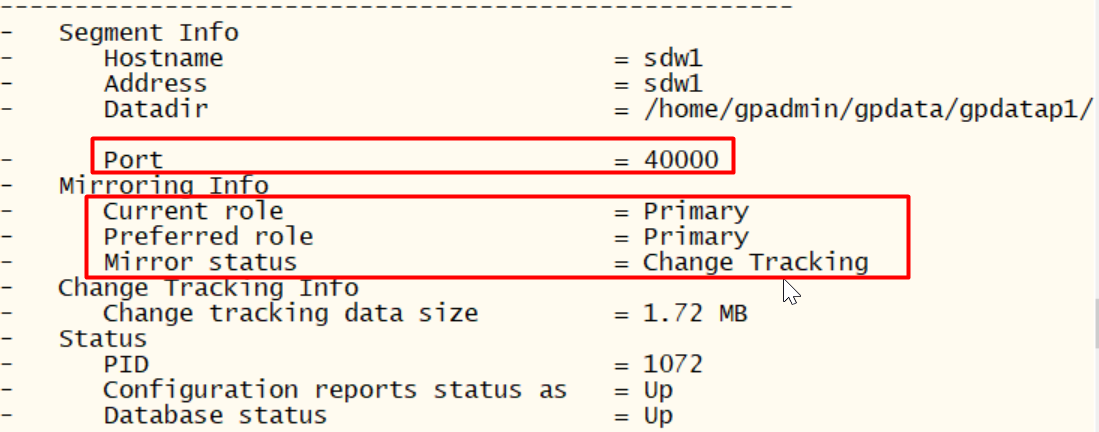 -----------------------------------------------------
- Segment Info
- Hostname = sdw1
- Address = sdw1
- Datadir = /home/gpadmin/gpdata/gpdatap1/
- Port = 40000
- Mirroring Info
- Current role = Primary
- Preferred role = Primary
- Mirror status = Change Tracking
- Change Tracking Info
- Change tracking data size = 1.72 MB
- Status
- PID = 1072
- Configuration reports status as = Up
- Database status = Up